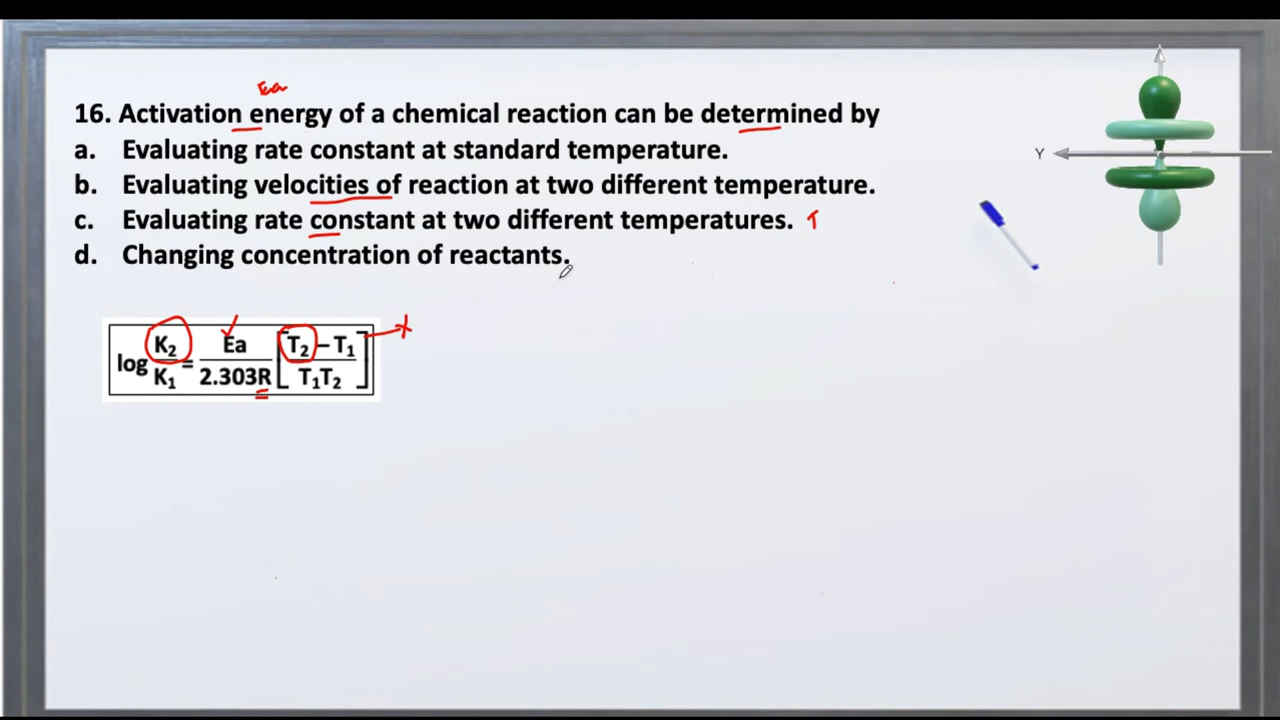 Ea
16. Activation energy of a chemical reaction can be determined by
a. Evaluating rate constant at standard temperature.
b. Evaluating velocities of reaction at two different temperature.
c. Evaluating rate constant at two different temperatures. T
d. Changing concentration of reactants.
log K₂/K₁ = Ea/2.303R [T₂ – T₁/T₁T₂]
Y